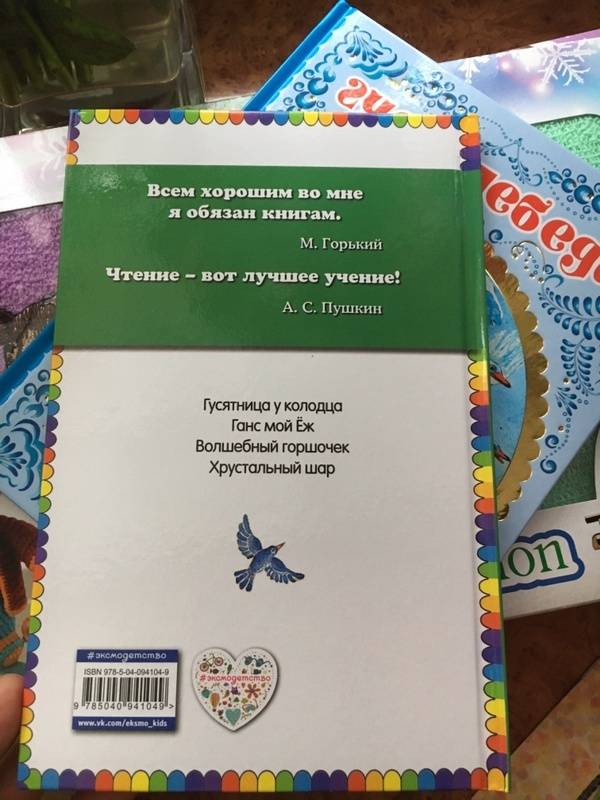 Всем хорошим во мне
я обязан книгам.
М. Горький
Чтение – вот лучшее учение!
А. С. Пушкин
Гусятница у колодца
Ганс мой Ёж
Волшебный горшочек
Хрустальный шар
#эксмодетство
ISBN 978-5-04-094104-9
9 785040 941049 >
www.vk.com/eksmo_kids
#эксмодетство